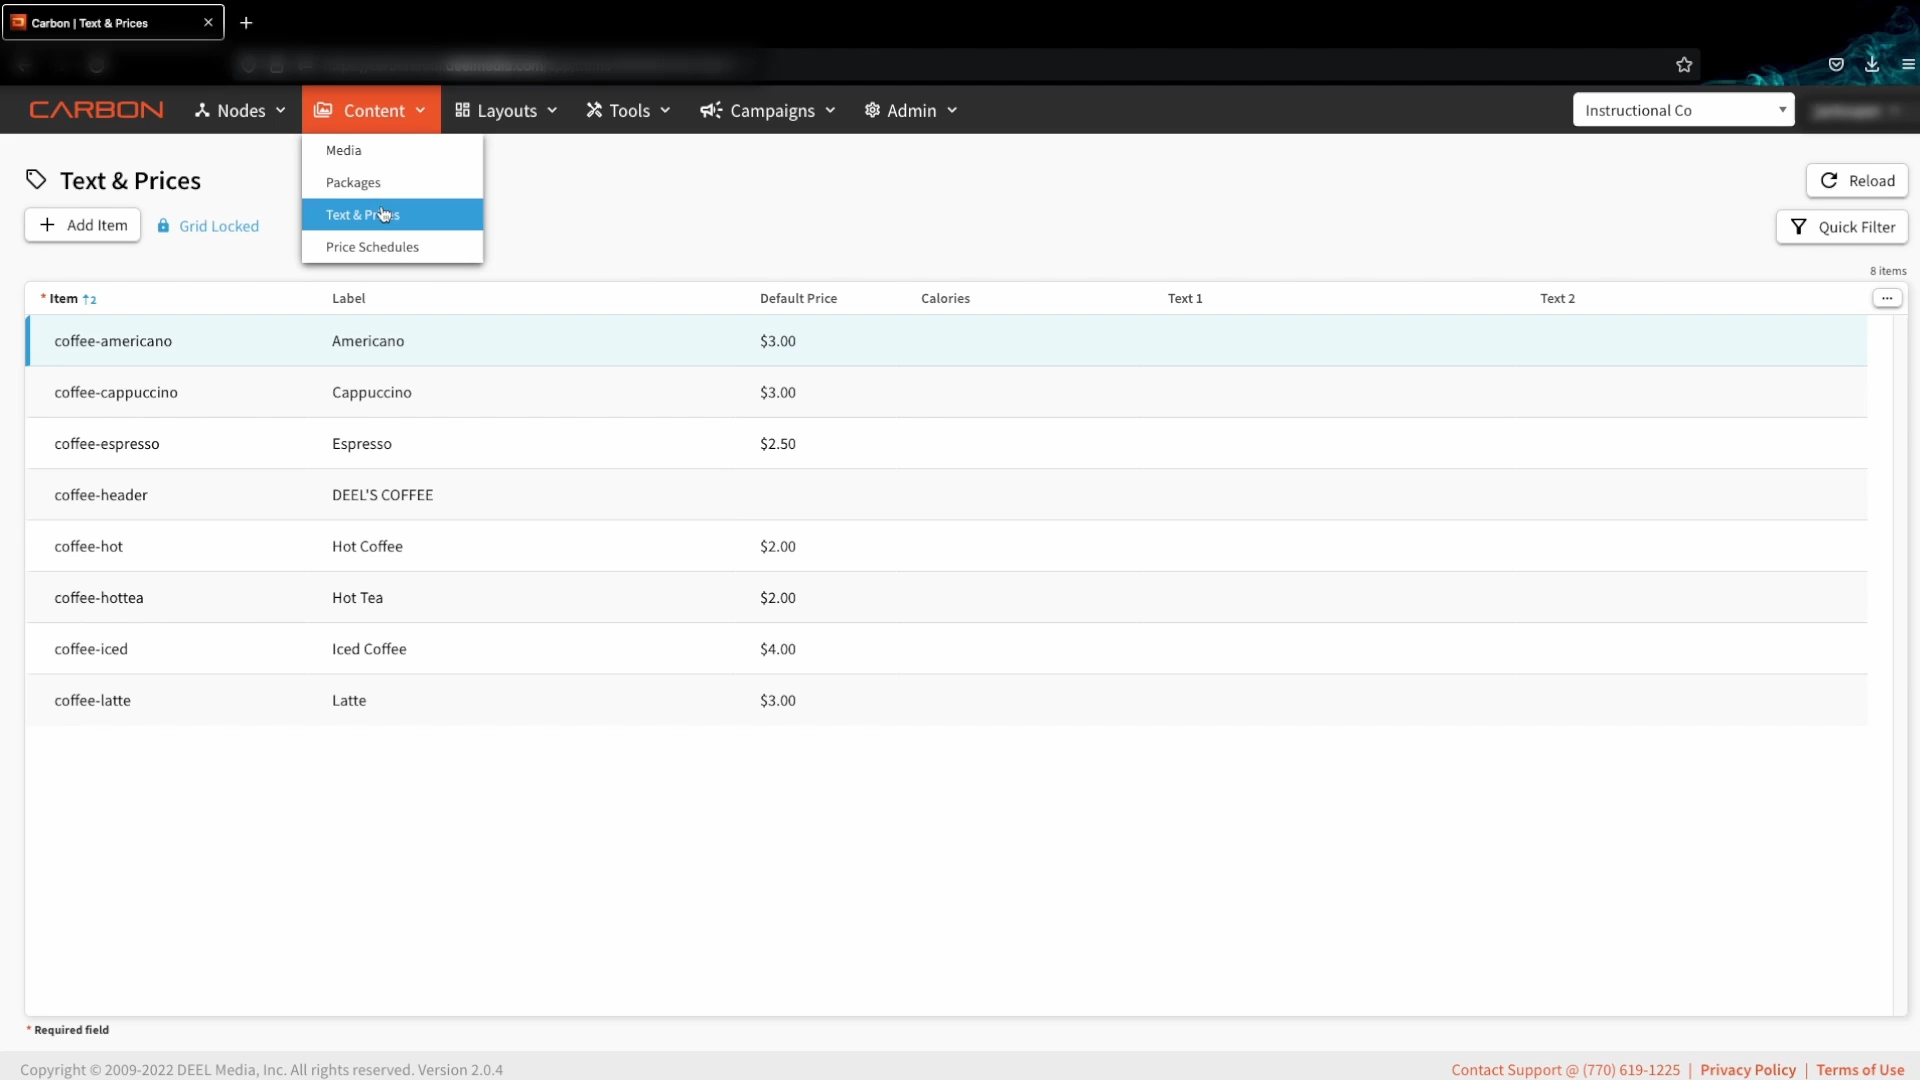 Carbon | Text & Prices
CARBON Nodes Content Layouts Tools Campaigns Admin Instructional Co
Media
Packages
Text & Prices
Price Schedules
Text & Prices
Reload
+ Add Item Grid Locked
Quick Filter
8 items
* Item ↑2 Label Default Price Calories Text 1 Text 2 ...
coffee-americano Americano $3.00
coffee-cappuccino Cappuccino $3.00
coffee-espresso Espresso $2.50
coffee-header DEEL'S COFFEE
coffee-hot Hot Coffee $2.00
coffee-hottea Hot Tea $2.00
coffee-iced Iced Coffee $4.00
coffee-latte Latte $3.00
* Required field
Copyright © 2009-2022 DEEL Media, Inc. All rights reserved. Version 2.0.4
Contact Support @ (770) 619-1225 | Privacy Policy | Terms of Use